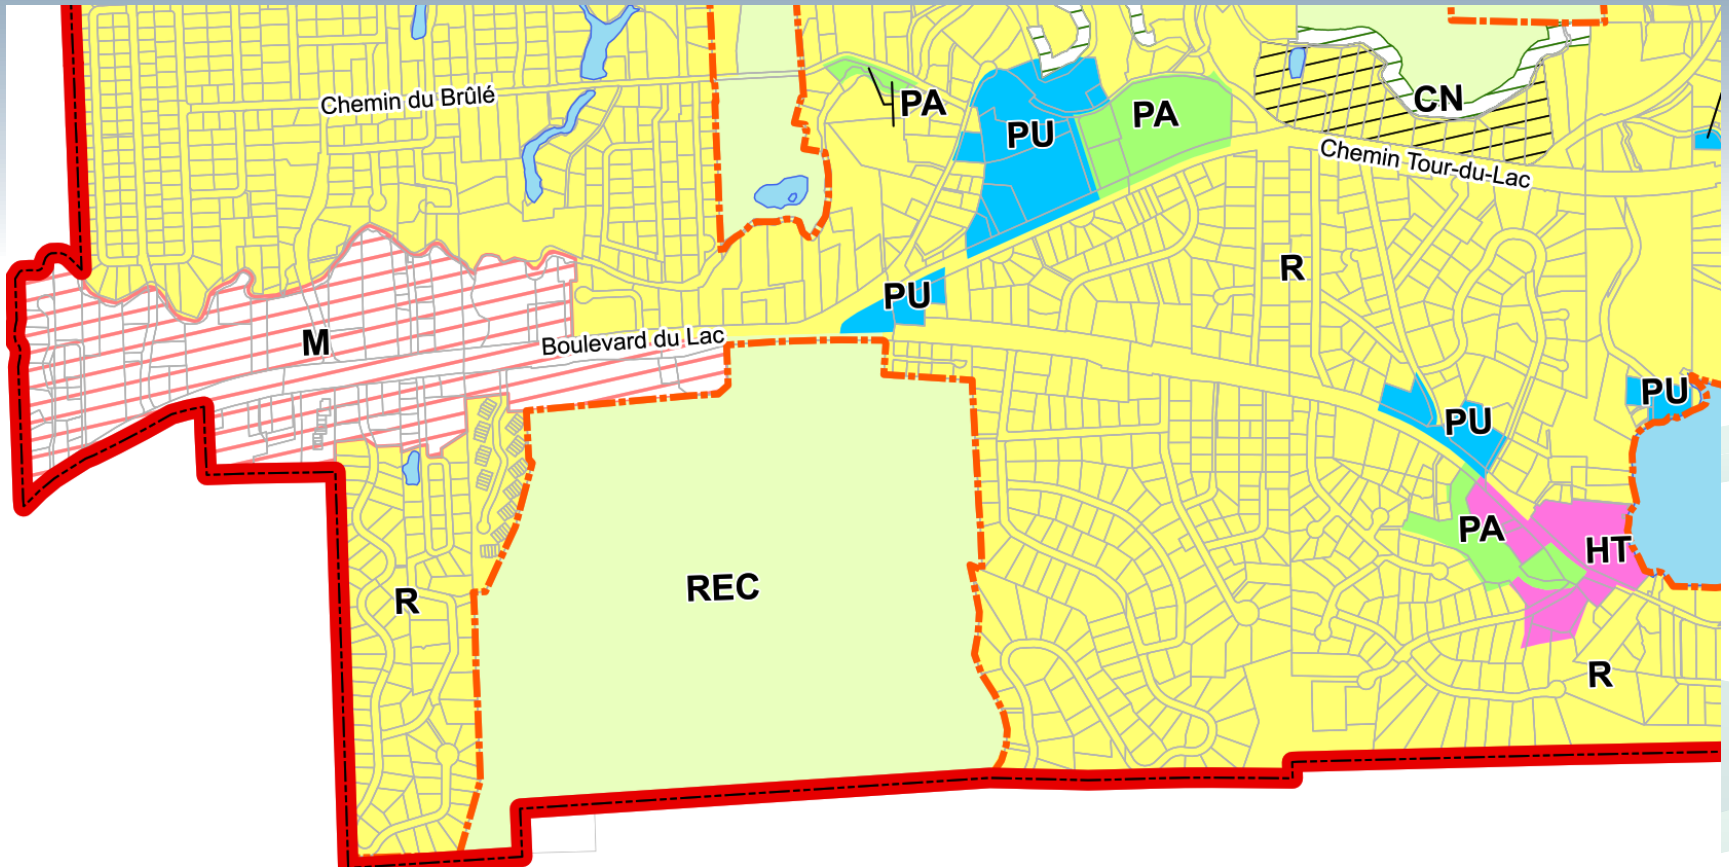 Chemin du Brûlé
PA
PU
PA
CN
Chemin Tour-du-Lac
R
PU
M
Boulevard du Lac
PU
PU
PA
HT
REC
R
R